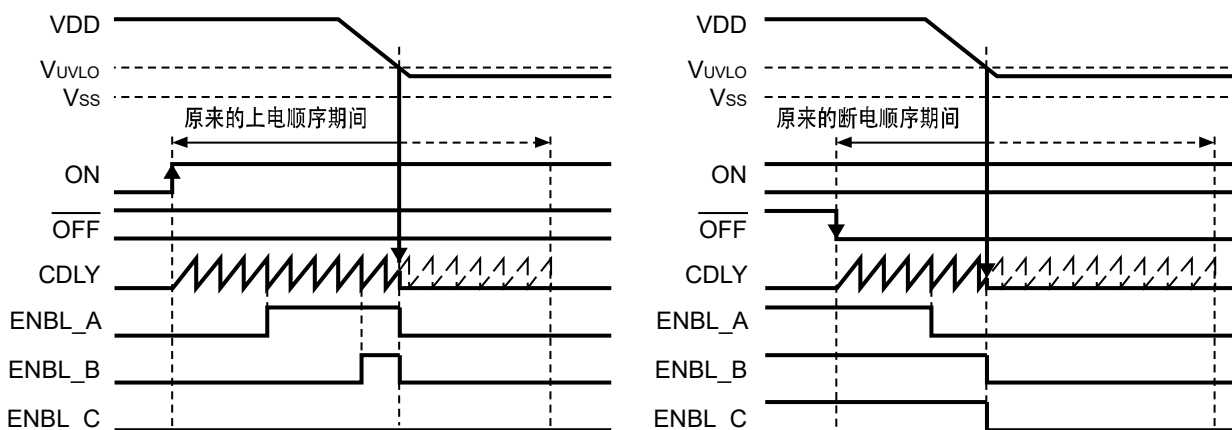 VDD
VUVLO
VSS
原来的上电顺序期间
ON
OFF
CDLY
ENBL_A
ENBL_B
ENBL_C
VDD
VUVLO
VSS
原来的断电顺序期间
ON
OFF
CDLY
ENBL_A
ENBL_B
ENBL_C